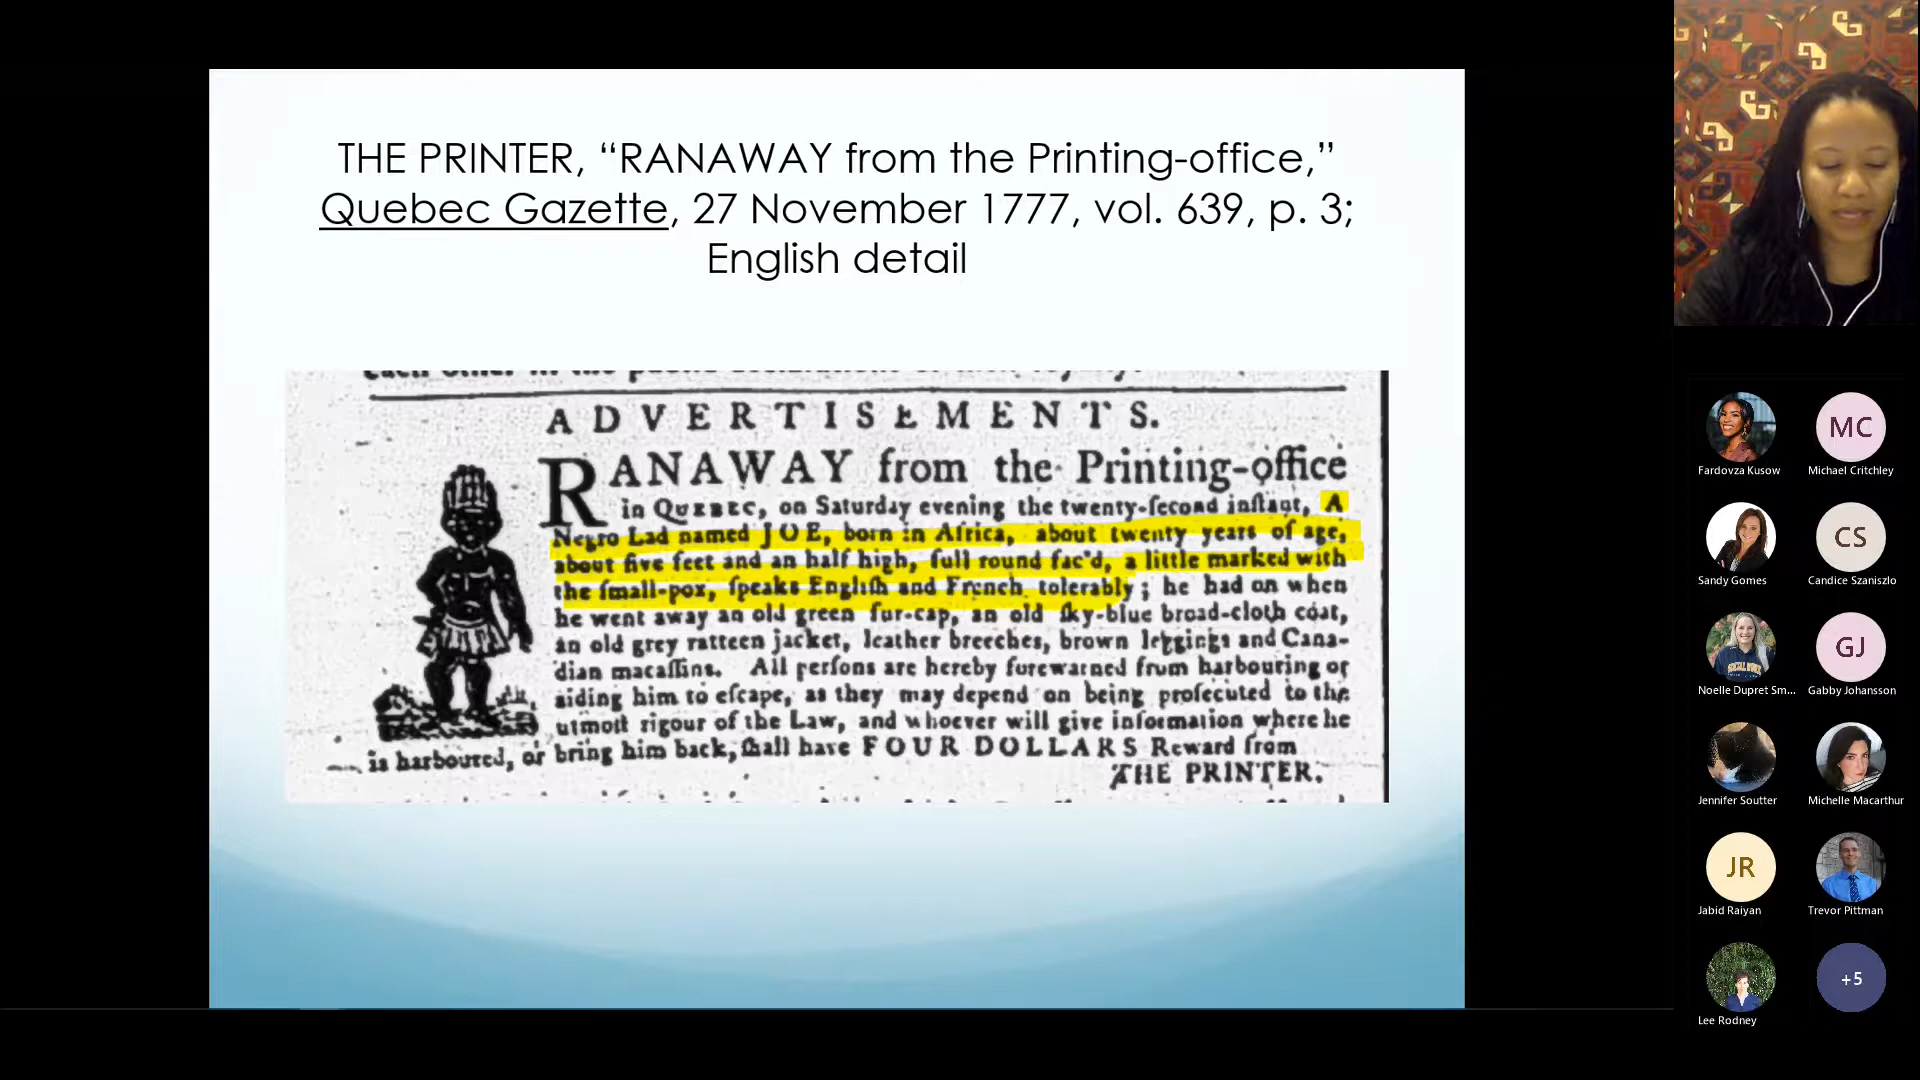 THE PRINTER, “RANAWAY from the Printing-office,”
Quebec Gazette, 27 November 1777, vol. 639, p. 3;
English detail
ADVERTISEMENTS.
RANAWAY from the Printing-office
in QUEBEC, on Saturday evening the twenty-ſecond inſtant, A
Negro Lad named JOE, born in Africa, about twenty years of age,
about five feet and an half high, full round fac'd, a little marked with
the ſmall-pox, ſpeaks Engliſh and French tolerably; he had on when
he went away an old green fur-cap, an old ſky-blue broad-cloth coat,
an old grey ratteen jacket, leather breeches, brown leggings and Cana-
dian macaſſins. All perſons are hereby forewarned from harbouring or
aiding him to eſcape, as they may depend on being proſecuted to the
utmoſt rigour of the Law, and whoever will give information where he
is harboured, or bring him back, ſhall have FOUR DOLLARS Reward from
THE PRINTER.
Fardovza Kusow
MC
Michael Critchley
Sandy Gomes
CS
Candice Szaniszlo
Noelle Dupret Sm...
GJ
Gabby Johansson
Jennifer Soutter
Michelle Macarthur
JR
Jabid Raiyan
Trevor Pittman
Lee Rodney
+5